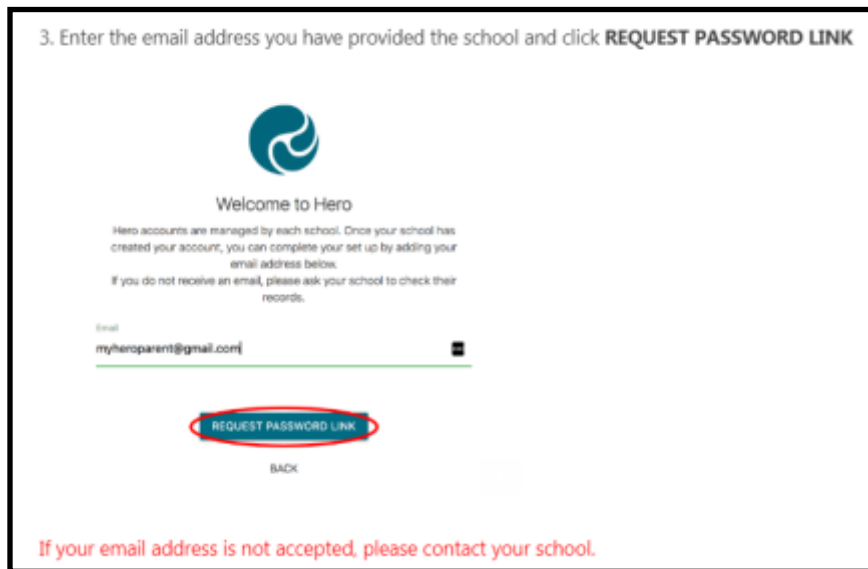 3. Enter the email address you have provided the school and click REQUEST PASSWORD LINK
Welcome to Hero
Hero accounts are managed by each school. Once your school has
created your account, you can complete your set up by adding your
email address below.
If you do not receive an email, please ask your school to check their
records.
Email
myheroparent@gmail.com
REQUEST PASSWORD LINK
BACK
If your email address is not accepted, please contact your school.